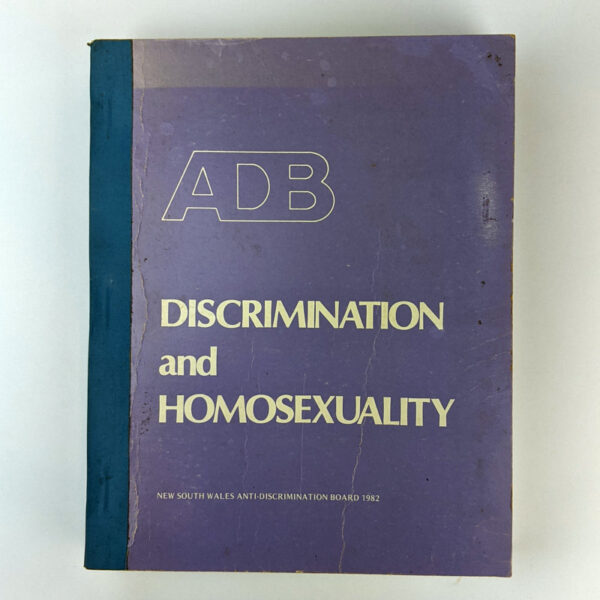 ADB
DISCRIMINATION
and
HOMOSEXUALITY
NEW SOUTH WALES ANTI-DISCRIMINATION BOARD 1982